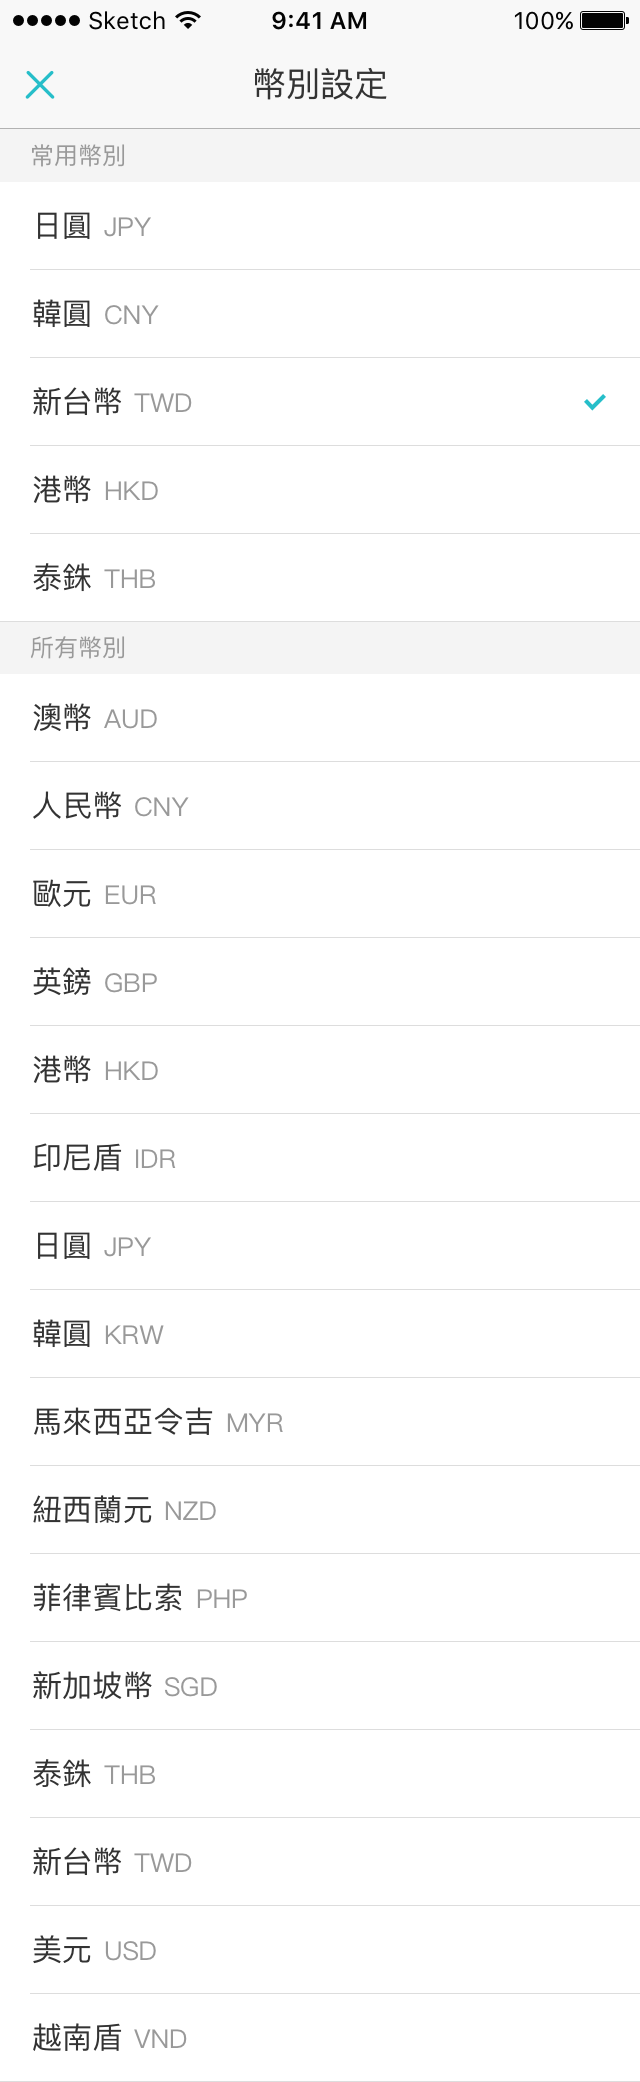 Sketch 9:41 AM 100%
幣別設定
常用幣別
日圓 JPY
韓圓 CNY
新台幣 TWD
港幣 HKD
泰銖 THB
所有幣別
澳幣 AUD
人民幣 CNY
歐元 EUR
英鎊 GBP
港幣 HKD
印尼盾 IDR
日圓 JPY
韓圓 KRW
馬來西亞令吉 MYR
紐西蘭元 NZD
菲律賓比索 PHP
新加坡幣 SGD
泰銖 THB
新台幣 TWD
美元 USD
越南盾 VND